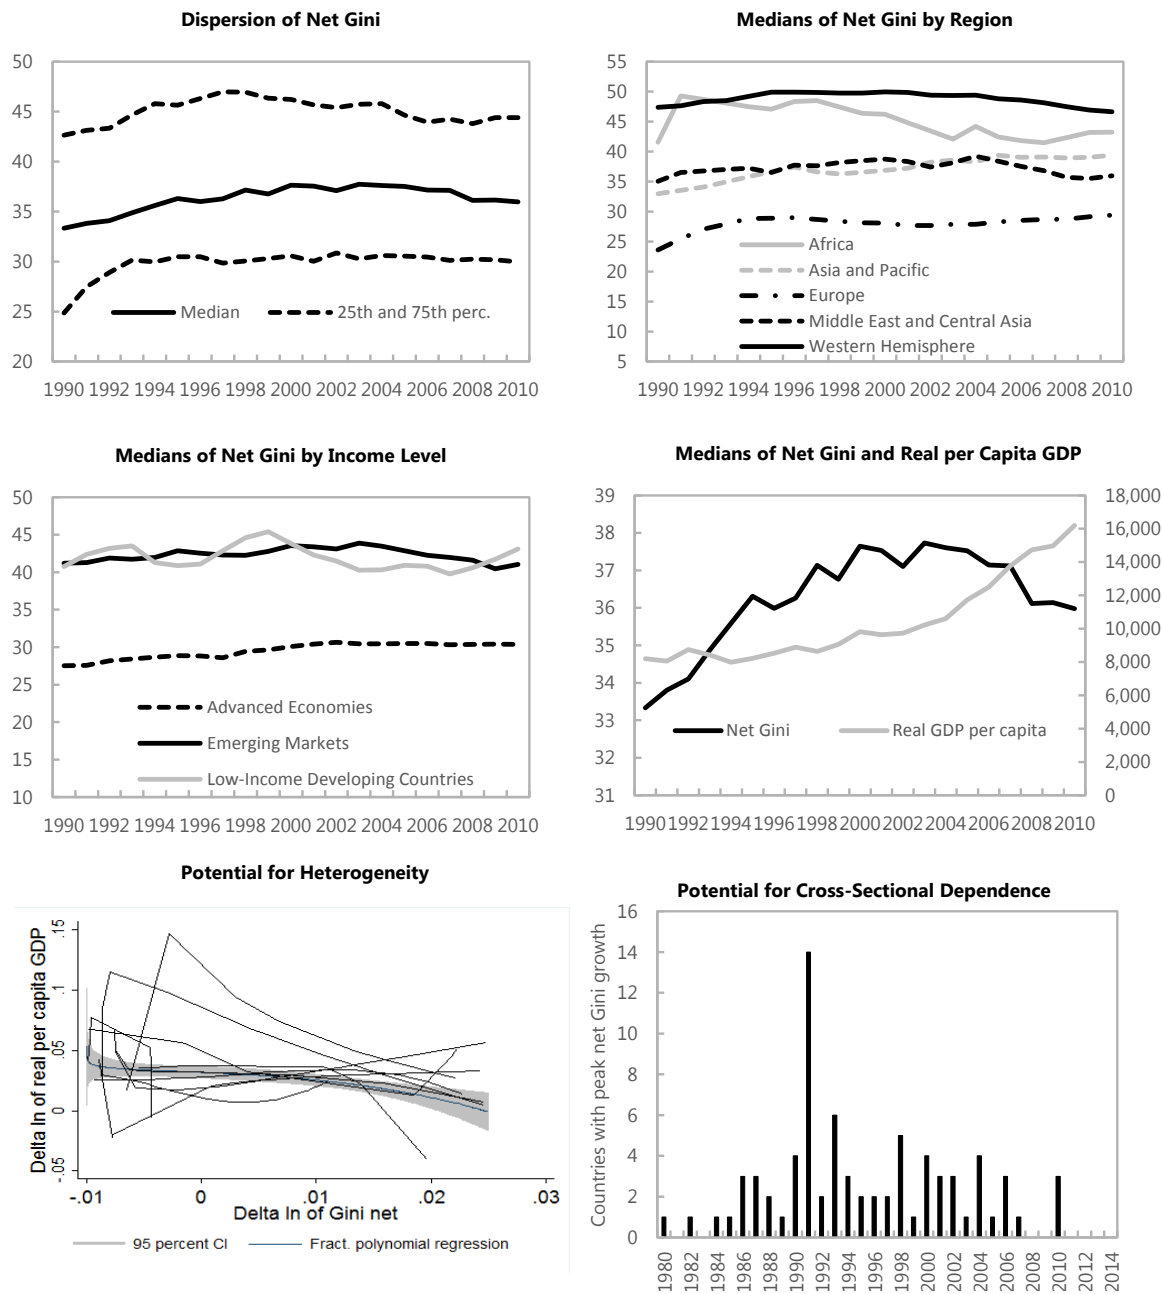 Dispersion of Net Gini
50
45
40
35
30
25
20
Median
25th and 75th perc.
1990 1992 1994 1996 1998 2000 2002 2004 2006 2008 2010
Medians of Net Gini by Region
55
50
45
40
35
30
25
20
15
10
5
Africa
Asia and Pacific
Europe
Middle East and Central Asia
Western Hemisphere
1990 1992 1994 1996 1998 2000 2002 2004 2006 2008 2010
Medians of Net Gini by Income Level
50
45
40
35
30
25
20
15
10
Advanced Economies
Emerging Markets
Low-Income Developing Countries
1990 1992 1994 1996 1998 2000 2002 2004 2006 2008 2010
Medians of Net Gini and Real per Capita GDP
39
38
37
36
35
34
33
32
31
18,000
16,000
14,000
12,000
10,000
8,000
6,000
4,000
2,000
0
Net Gini
Real GDP per capita
1990 1992 1994 1996 1998 2000 2002 2004 2006 2008 2010
Potential for Heterogeneity
Delta ln of real per capita GDP
.15
.1
.05
0
-.05
-.01 0 .01 .02 .03
Delta ln of Gini net
95 percent CI
Fract. polynomial regression
Potential for Cross-Sectional Dependence
Countries with peak net Gini growth
16
14
12
10
8
6
4
2
0
1980 1982 1984 1986 1988 1990 1992 1994 1996 1998 2000 2002 2004 2006 2008 2010 2012 2014